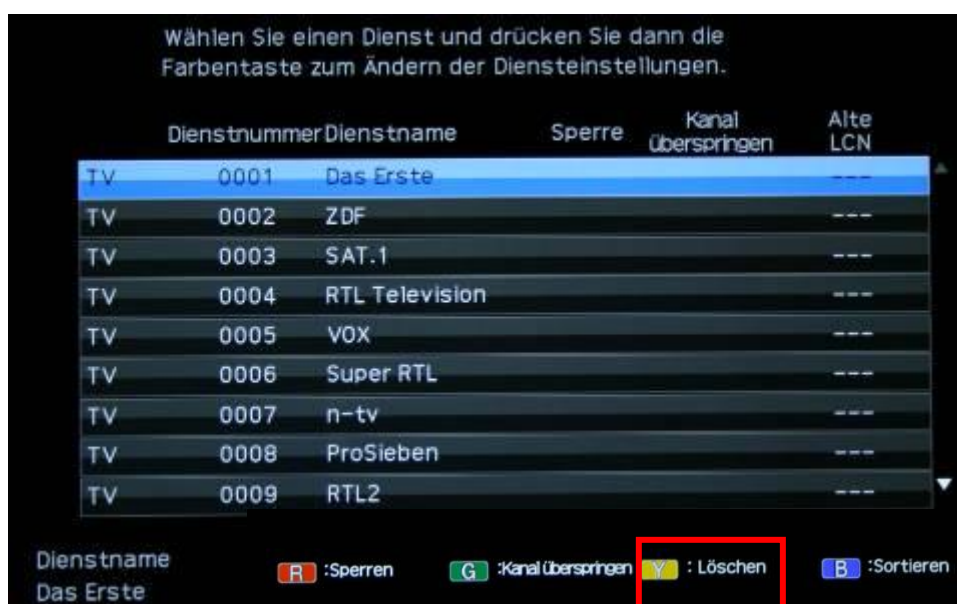 Wählen Sie einen Dienst und drücken Sie dann die
Farbentaste zum Ändern der Diensteinstellungen.
Dienstnummer Dienstname Sperre Kanal überspringen Alte LCN
TV 0001 Das Erste ---
TV 0002 ZDF ---
TV 0003 SAT.1 ---
TV 0004 RTL Television ---
TV 0005 VOX ---
TV 0006 Super RTL ---
TV 0007 n-tv ---
TV 0008 ProSieben ---
TV 0009 RTL2 ---
Dienstname
Das Erste
R :Sperren G :Kanal überspringen Y : Löschen B :Sortieren